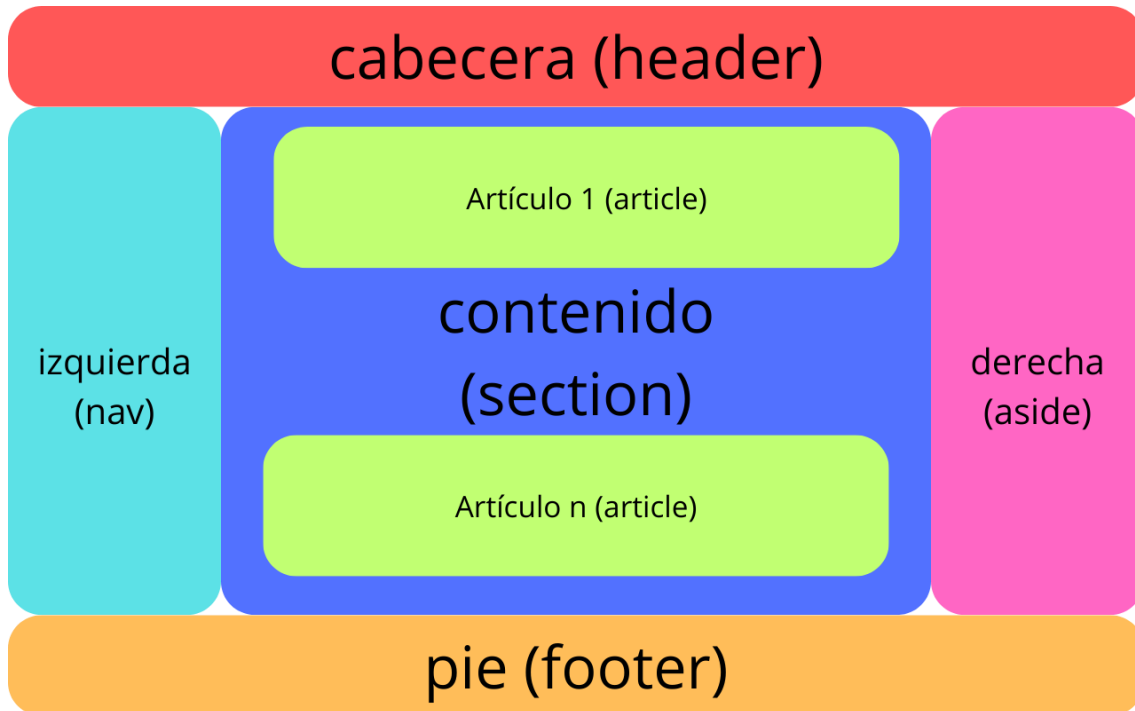 cabecera (header)
Artículo 1 (article)
contenido
(section)
izquierda
(nav)
derecha
(aside)
Artículo n (article)
pie (footer)